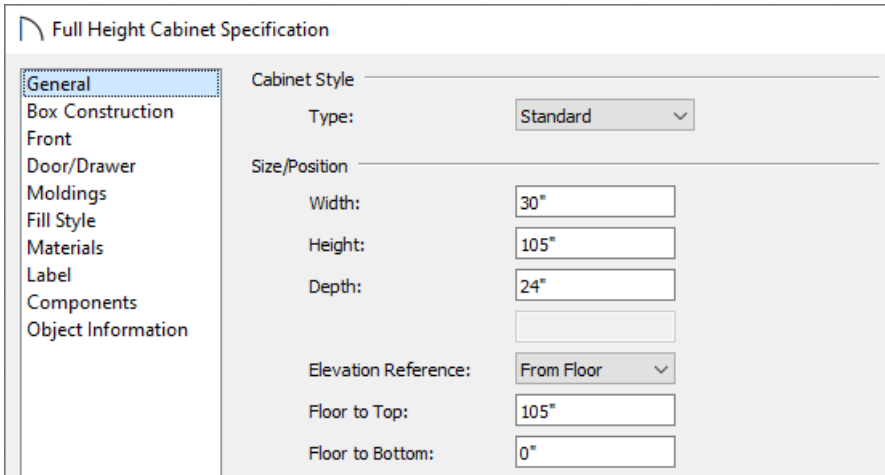 Full Height Cabinet Specification
General
Box Construction
Front
Door/Drawer
Moldings
Fill Style
Materials
Label
Components
Object Information
Cabinet Style
Type: Standard
Size/Position
Width: 30"
Height: 105"
Depth: 24"
Elevation Reference: From Floor
Floor to Top: 105"
Floor to Bottom: 0"